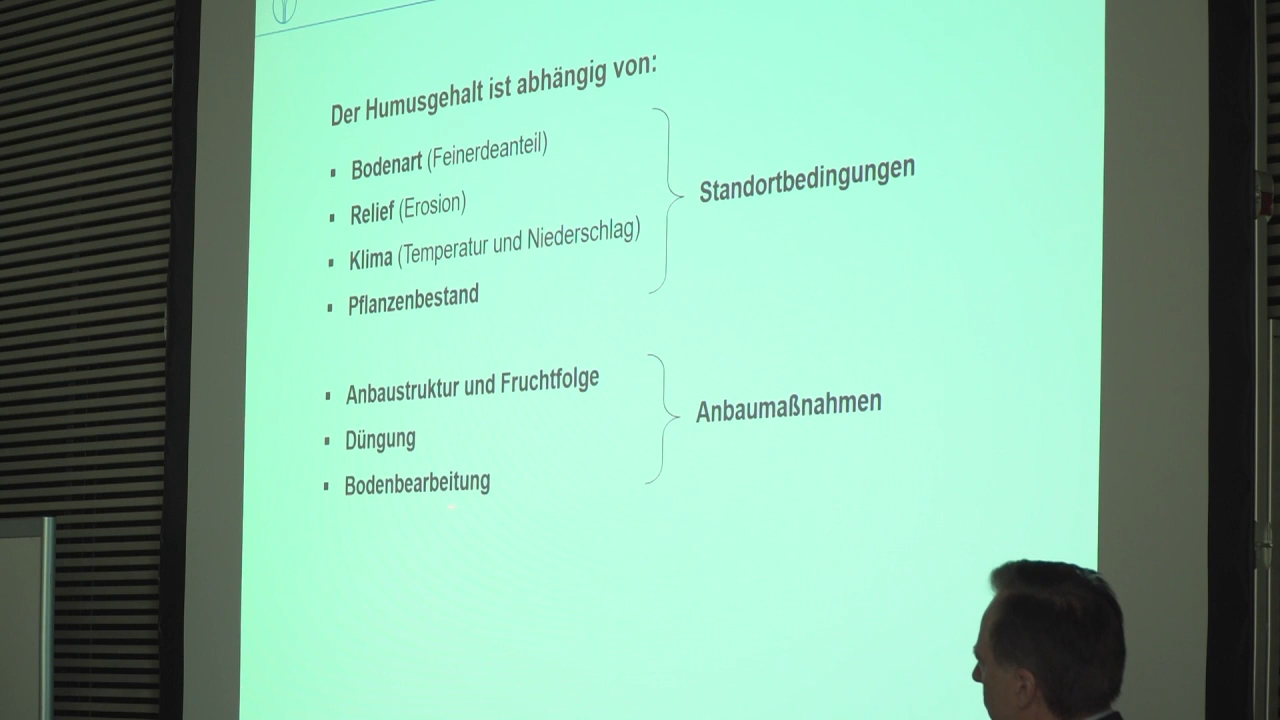 Der Humusgehalt ist abhängig von:
▪ Bodenart (Feinerdeanteil)
▪ Relief (Erosion)
▪ Klima (Temperatur und Niederschlag)
▪ Pflanzenbestand
Standortbedingungen
▪ Anbaustruktur und Fruchtfolge
▪ Düngung
▪ Bodenbearbeitung
Anbaumaßnahmen